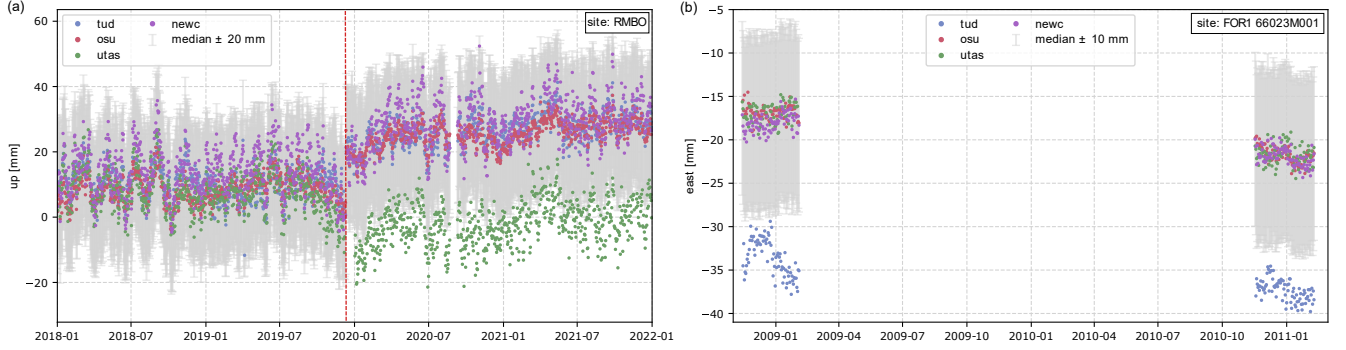 (a)
site: RMBO
tud
osu
utas
newc
median ± 20 mm
up [mm]
60
40
20
0
−20
2018-01 2018-07 2019-01 2019-07 2020-01 2020-07 2021-01 2021-07 2022-01
(b)
site: FOR1 66023M001
tud
osu
utas
newc
median ± 10 mm
east [mm]
−5
−10
−15
−20
−25
−30
−35
−40
2009-01 2009-04 2009-07 2009-10 2010-01 2010-04 2010-07 2010-10 2011-01